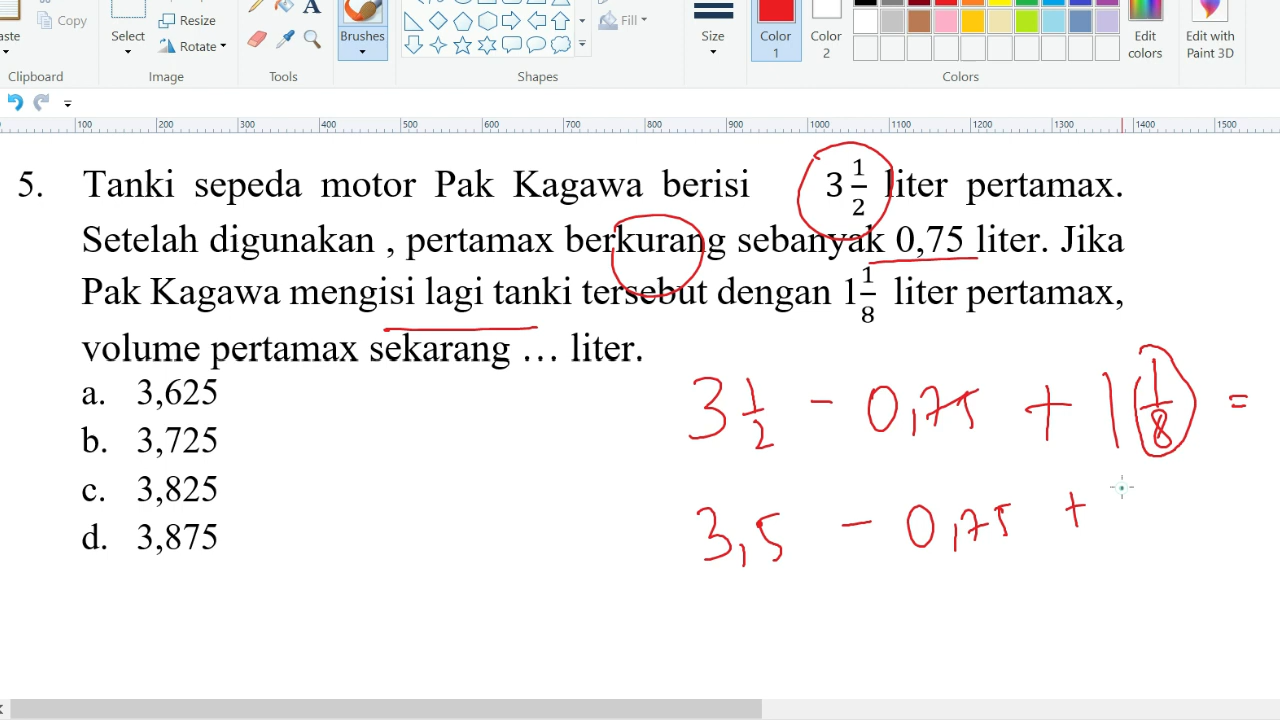 aste
Copy
Select
Resize
Rotate
A
Brushes
Fill
Size
Color 1
Color 2
Edit colors
Edit with Paint 3D
Clipboard
Image
Tools
Shapes
Colors
100 200 300 400 500 600 700 800 900 1000 1100 1200 1300 1400 1500
5. Tanki sepeda motor Pak Kagawa berisi 3 1/2 liter pertamax.
Setelah digunakan , pertamax berkurang sebanyak 0,75 liter. Jika
Pak Kagawa mengisi lagi tanki tersebut dengan 1 1/8 liter pertamax,
volume pertamax sekarang … liter.
a. 3,625
b. 3,725
c. 3,825
d. 3,875
3 1/2 - 0,75 + 1 1/8 =
3,5 - 0,75 +